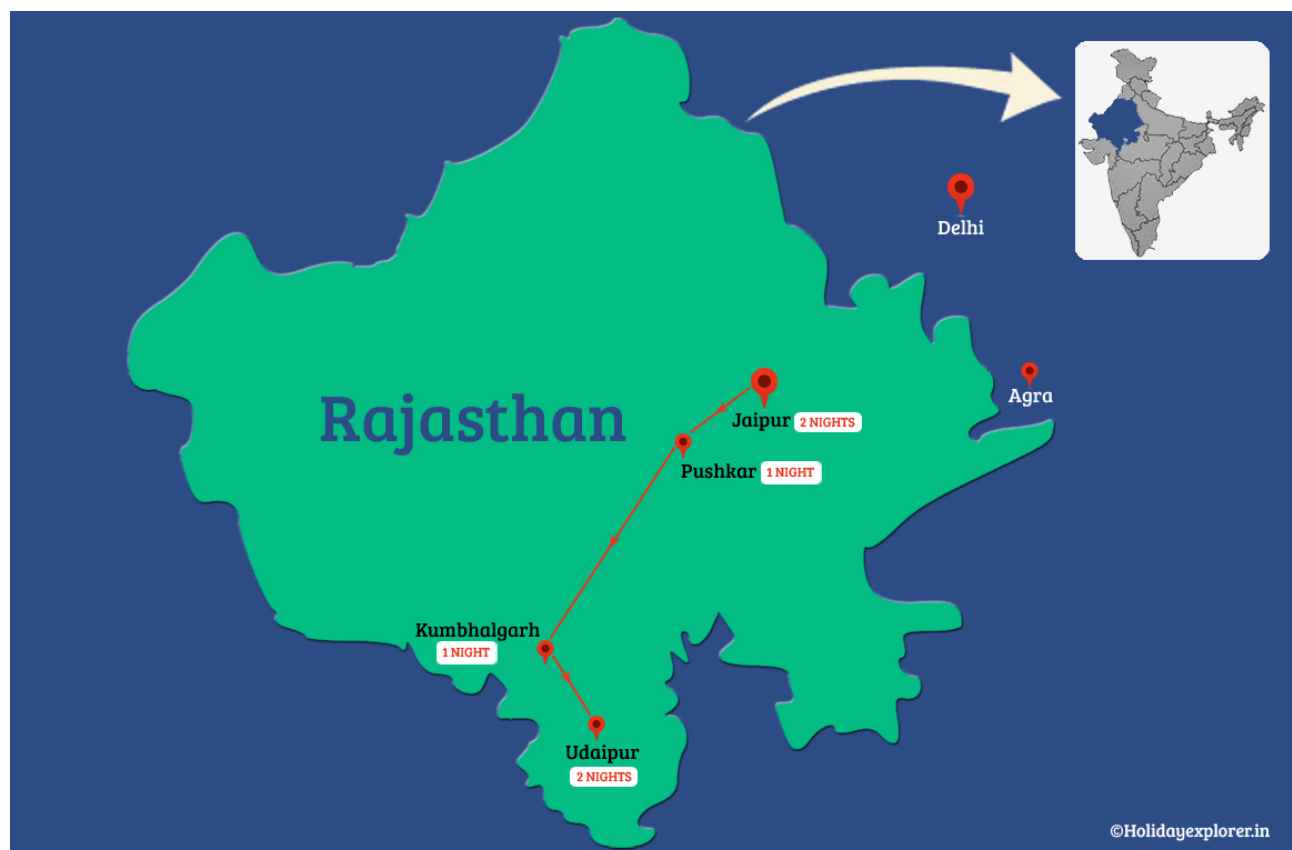 Delhi
Rajasthan
Agra
Jaipur 2 NIGHTS
Pushkar 1 NIGHT
Kumbhalgarh
1 NIGHT
Udaipur
2 NIGHTS
©Holidayexplorer.in